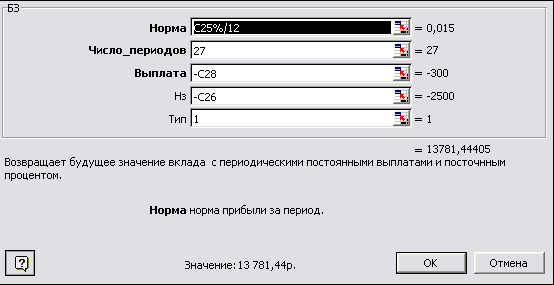 БЗ
Норма C25%/12 = 0,015
Число_периодов 27 = 27
Выплата -C28 = -300
Нз -C26 = -2500
Тип 1 = 1
= 13781,44405
Возвращает будущее значение вклада с периодическими постоянными выплатами и посточнным
процентом.
Норма норма прибыли за период.
? Значение:13 781,44р. OK Отмена